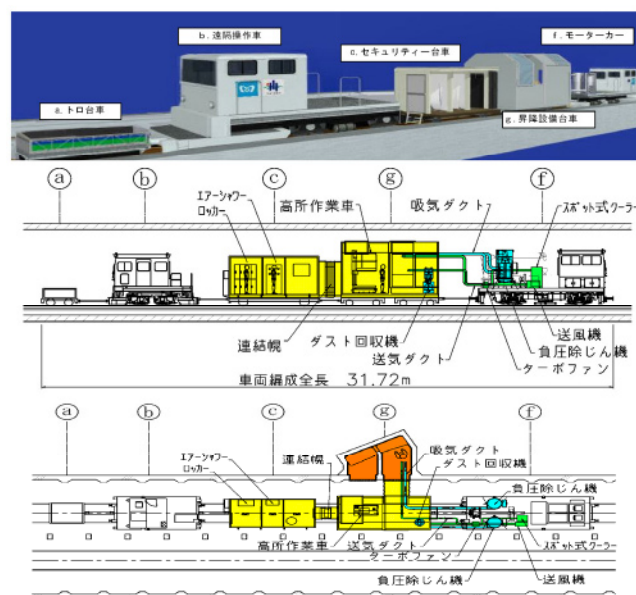 f．モーターカー
b．遠隔操作車
c．セキュリティー台車
a．トロ台車
g．昇降設備台車
ⓐ ⓑ ⓒ ⓖ ⓕ
エアーシャワー
ロッカー
高所作業車
吸気ダクト
スポット式クーラー
連結幌
ダスト回収機
送気ダクト
送風機
負圧除じん機
ターボファン
車両編成全長 31.72m
ⓐ ⓑ ⓒ ⓖ ⓕ
エアーシャワー
ロッカー
連結幌
吸気ダクト
ダスト回収機
負圧除じん機
高所作業車
送気ダクト
ターボファン
スポット式クーラー
負圧除じん機
送風機